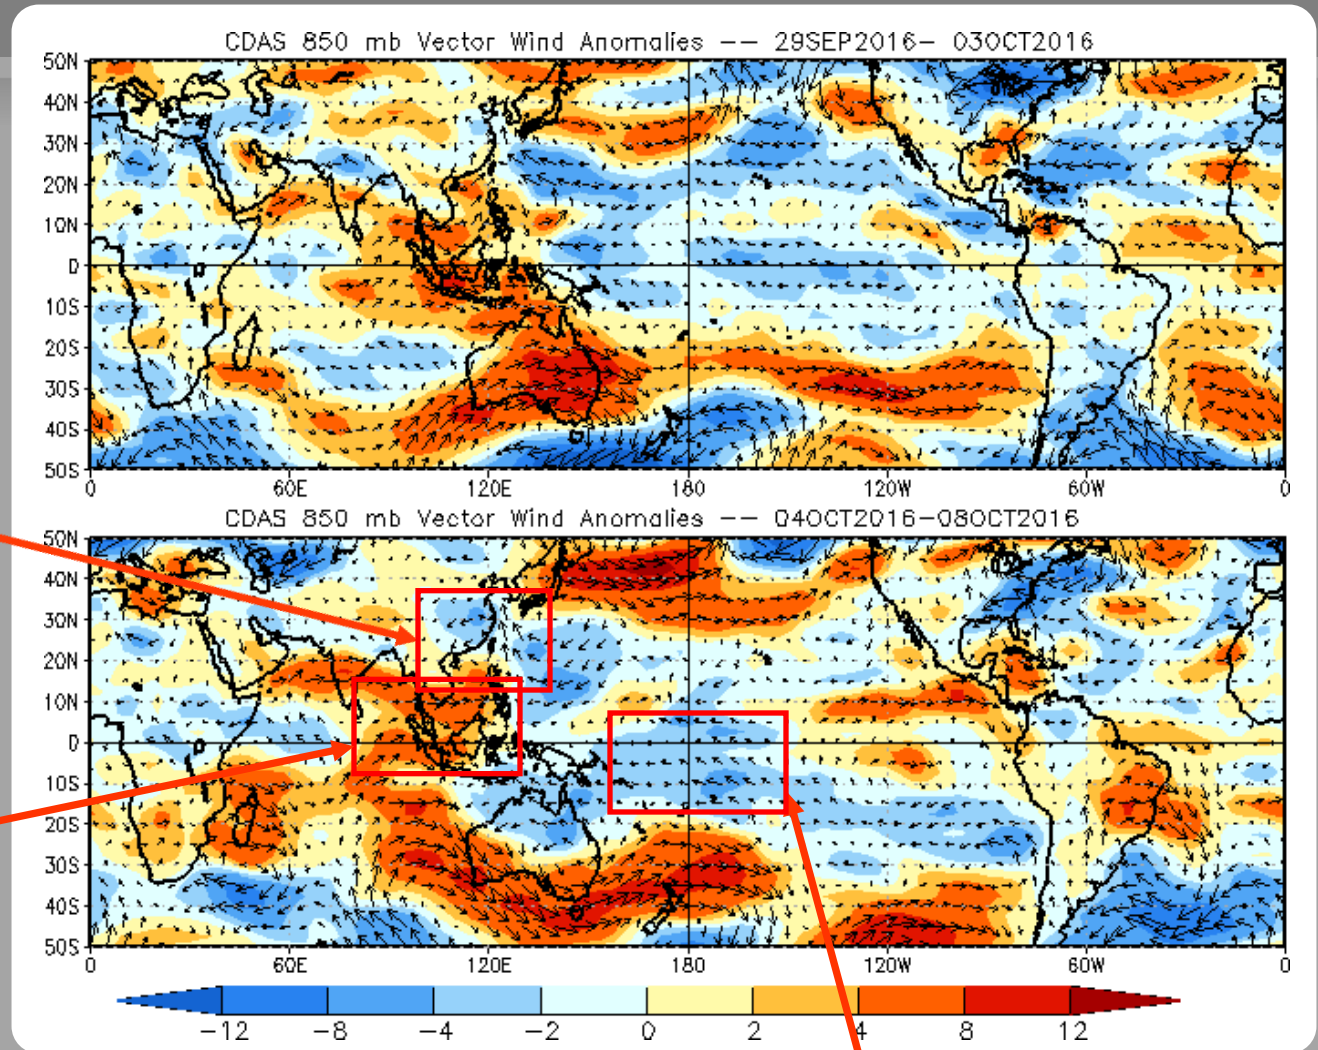 CDAS 850 mb Vector Wind Anomalies -- 29SEP2016- 03OCT2016
50N
40N
30N
20N
10N
0
10S
20S
30S
40S
50S
0 60E 120E 180 120W 60W 0
CDAS 850 mb Vector Wind Anomalies -- 04OCT2016-08OCT2016
50N
40N
30N
20N
10N
0
10S
20S
30S
40S
50S
0 60E 120E 180 120W 60W 0
-12 -8 -4 -2 0 2 4 8 12